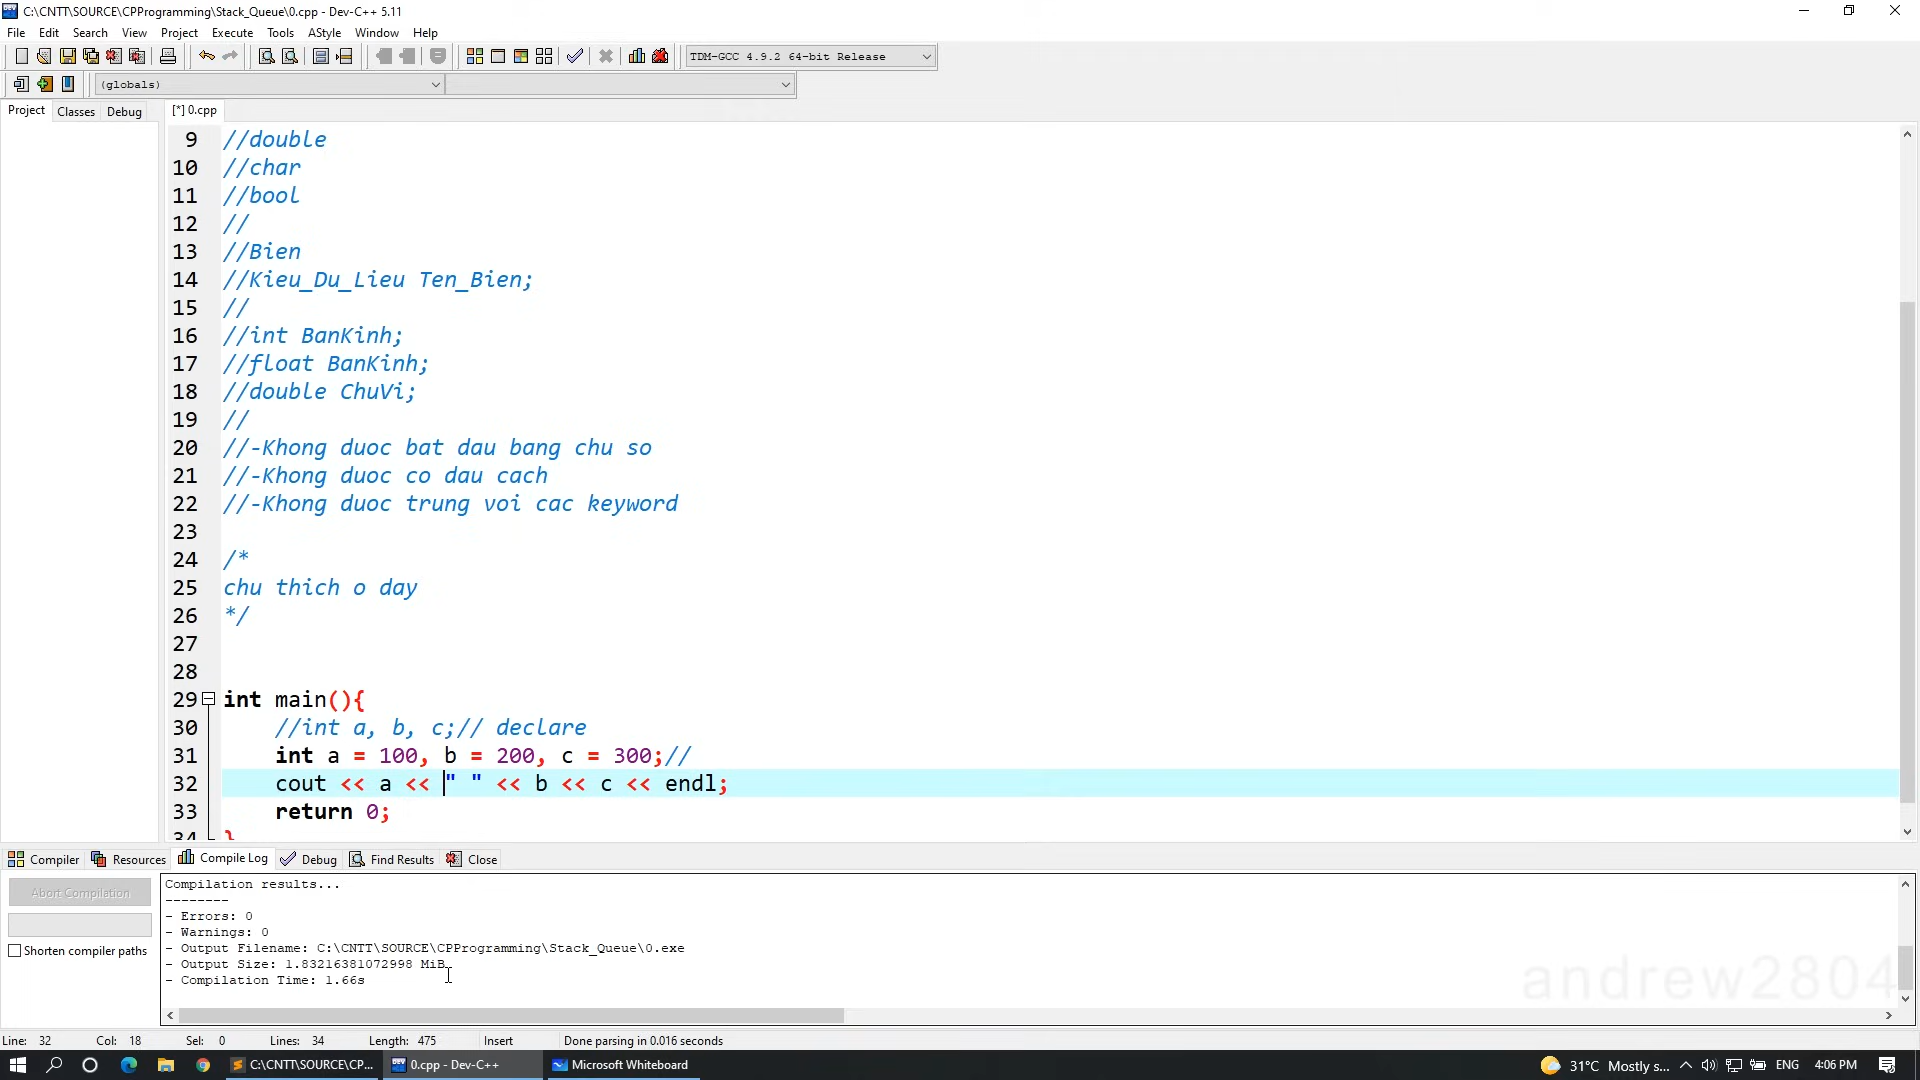 C:\CNTT\SOURCE\CPProgramming\Stack_Queue\0.cpp - Dev-C++ 5.11
File Edit Search View Project Execute Tools AStyle Window Help
TDM-GCC 4.9.2 64-bit Release
(globals)
Project Classes Debug [*] 0.cpp
9 //double
10 //char
11 //bool
12 //
13 //Bien
14 //Kieu_Du_Lieu Ten_Bien;
15 //
16 //int BanKinh;
17 //float BanKinh;
18 //double ChuVi;
19 //
20 //-Khong duoc bat dau bang chu so
21 //-Khong duoc co dau cach
22 //-Khong duoc trung voi cac keyword
23
24 /*
25 chu thich o day
26 */
27
28
29 int main(){
30 //int a, b, c;// declare
31 int a = 100, b = 200, c = 300;//
32 cout << a << " " << b << c << endl;
33 return 0;
34 }
Compiler Resources Compile Log Debug Find Results Close
Abort Compilation
Shorten compiler paths
Compilation results...
--------
- Errors: 0
- Warnings: 0
- Output Filename: C:\CNTT\SOURCE\CPProgramming\Stack_Queue\0.exe
- Output Size: 1.83216381072998 MiB
- Compilation Time: 1.66s
andrew2804
Line: 32 Col: 18 Sel: 0 Lines: 34 Length: 475 Insert Done parsing in 0.016 seconds
C:\CNTT\SOURCE\CP... 0.cpp - Dev-C++ Microsoft Whiteboard 31°C Mostly s... ENG 4:06 PM